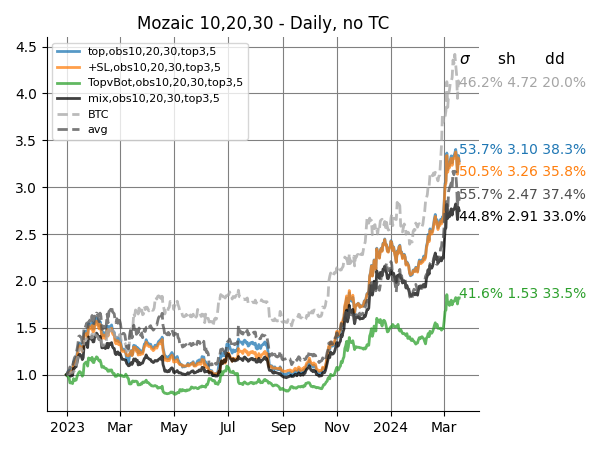 Mozaic 10,20,30 - Daily, no TC
top,obs10,20,30,top3,5
+SL,obs10,20,30,top3,5
TopvBot,obs10,20,30,top3,5
mix,obs10,20,30,top3,5
BTC
avg
σ sh dd
46.2% 4.72 20.0%
53.7% 3.10 38.3%
50.5% 3.26 35.8%
55.7% 2.47 37.4%
44.8% 2.91 33.0%
41.6% 1.53 33.5%
4.5
4.0
3.5
3.0
2.5
2.0
1.5
1.0
2023 Mar May Jul Sep Nov 2024 Mar